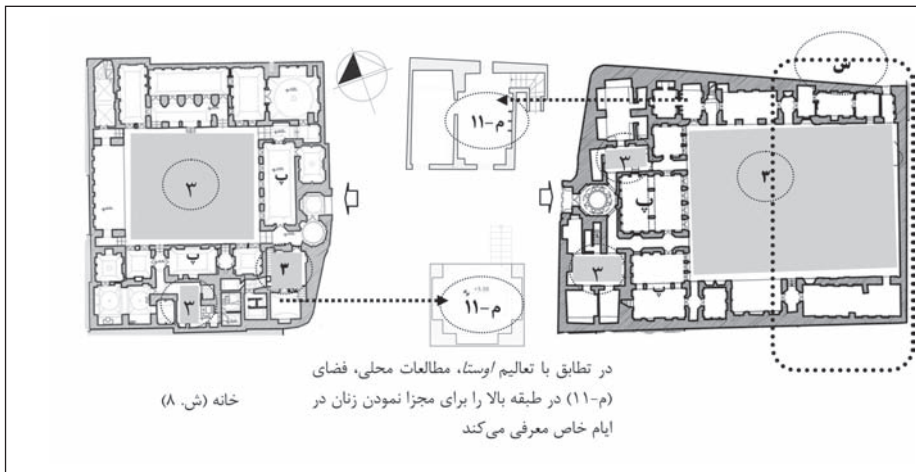 ش
م-۱۱
۳
۳
۳
پ
۳
پ
پ
پ
۳
۳
م-۱۱
در تطابق با تعالیم اوستا، مطالعات محلی، فضای
(م-۱۱) در طبقه بالا را برای مجزا نمودن زنان در
ایام خاص معرفی می‌کند
خانه (ش. ۸)